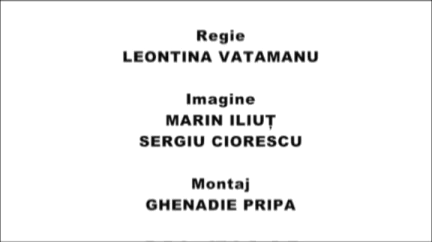 Regie
LEONTINA VATAMANU
Imagine
MARIN ILIUȚ
SERGIU CIORESCU
Montaj
GHENADIE PRIPA